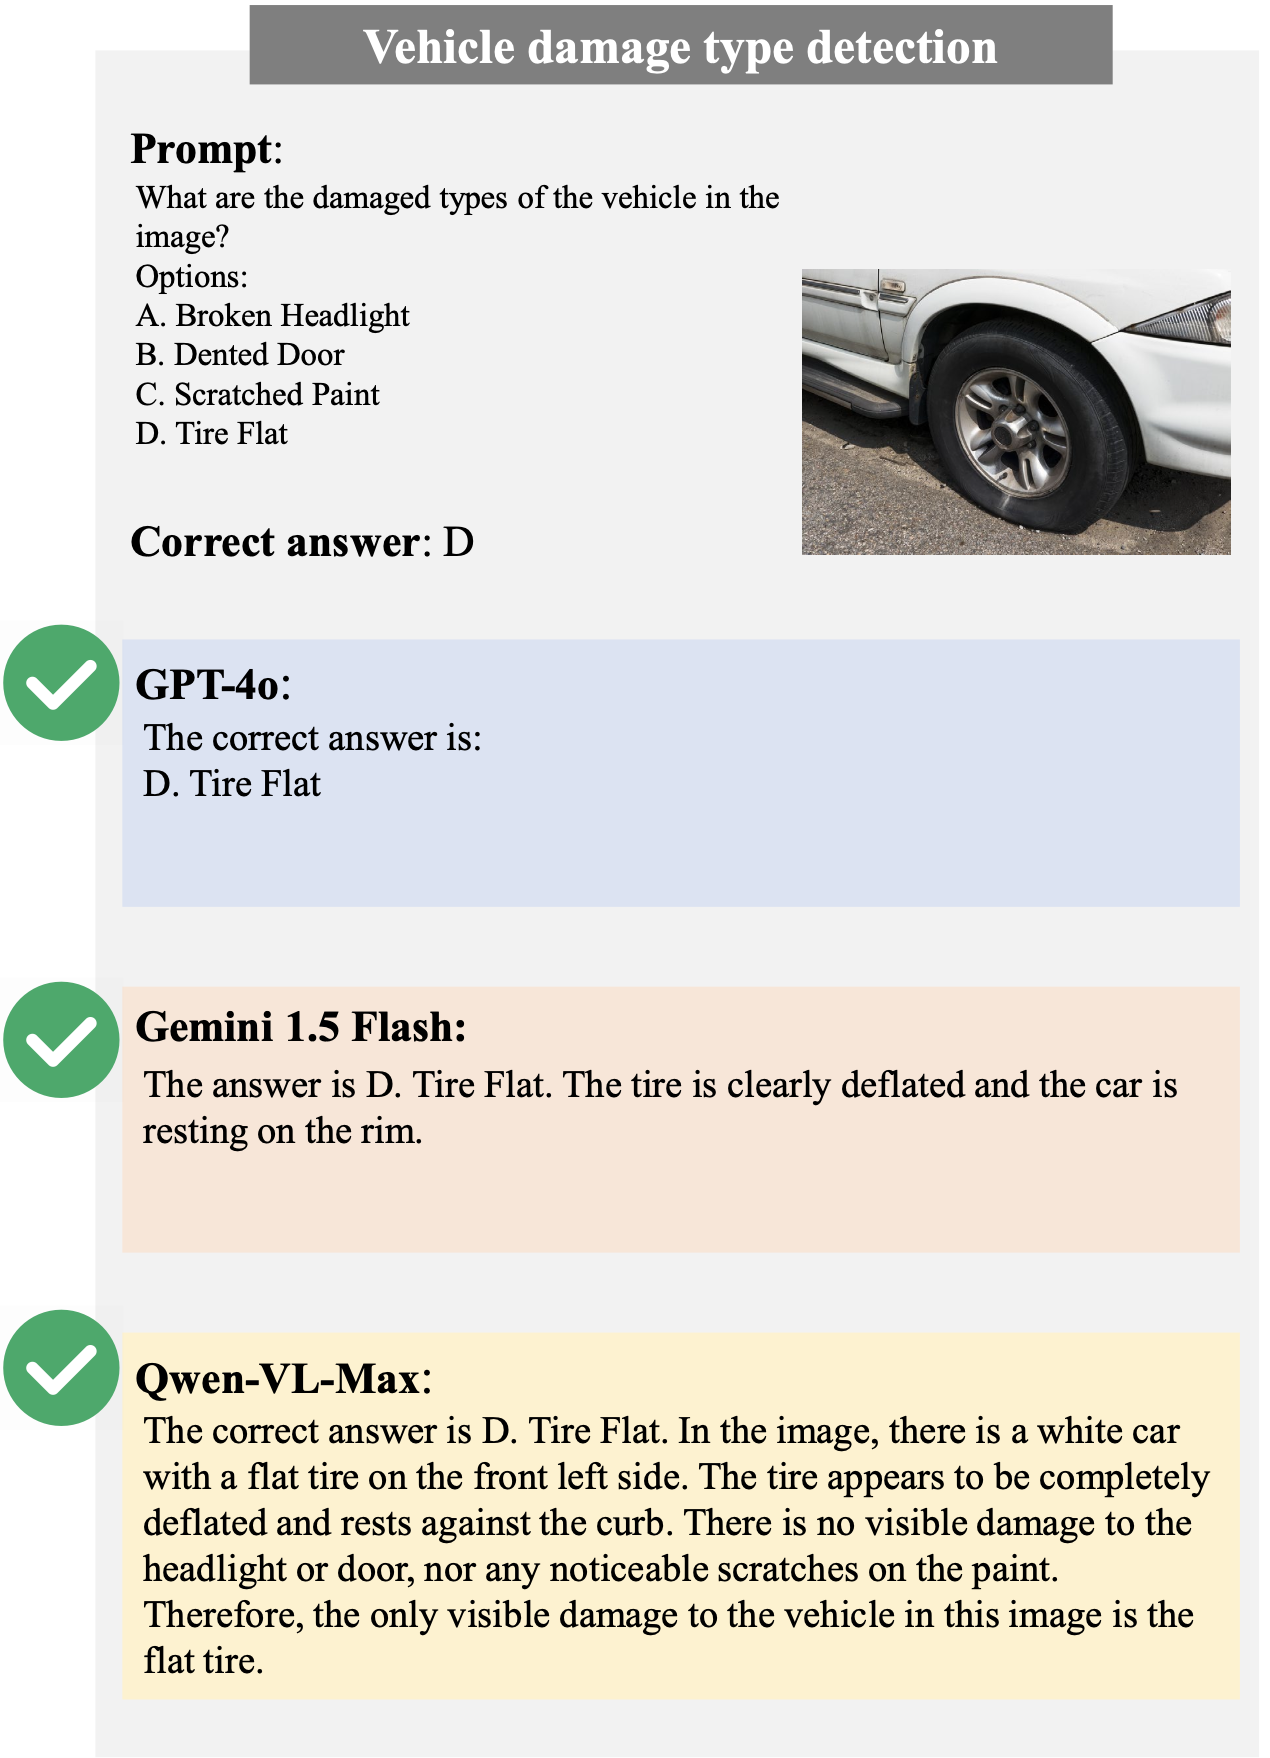 Vehicle damage type detection
Prompt:
What are the damaged types of the vehicle in the
image?
Options:
A. Broken Headlight
B. Dented Door
C. Scratched Paint
D. Tire Flat
Correct answer: D
GPT-4o:
The correct answer is:
D. Tire Flat
Gemini 1.5 Flash:
The answer is D. Tire Flat. The tire is clearly deflated and the car is
resting on the rim.
Qwen-VL-Max:
The correct answer is D. Tire Flat. In the image, there is a white car
with a flat tire on the front left side. The tire appears to be completely
deflated and rests against the curb. There is no visible damage to the
headlight or door, nor any noticeable scratches on the paint.
Therefore, the only visible damage to the vehicle in this image is the
flat tire.